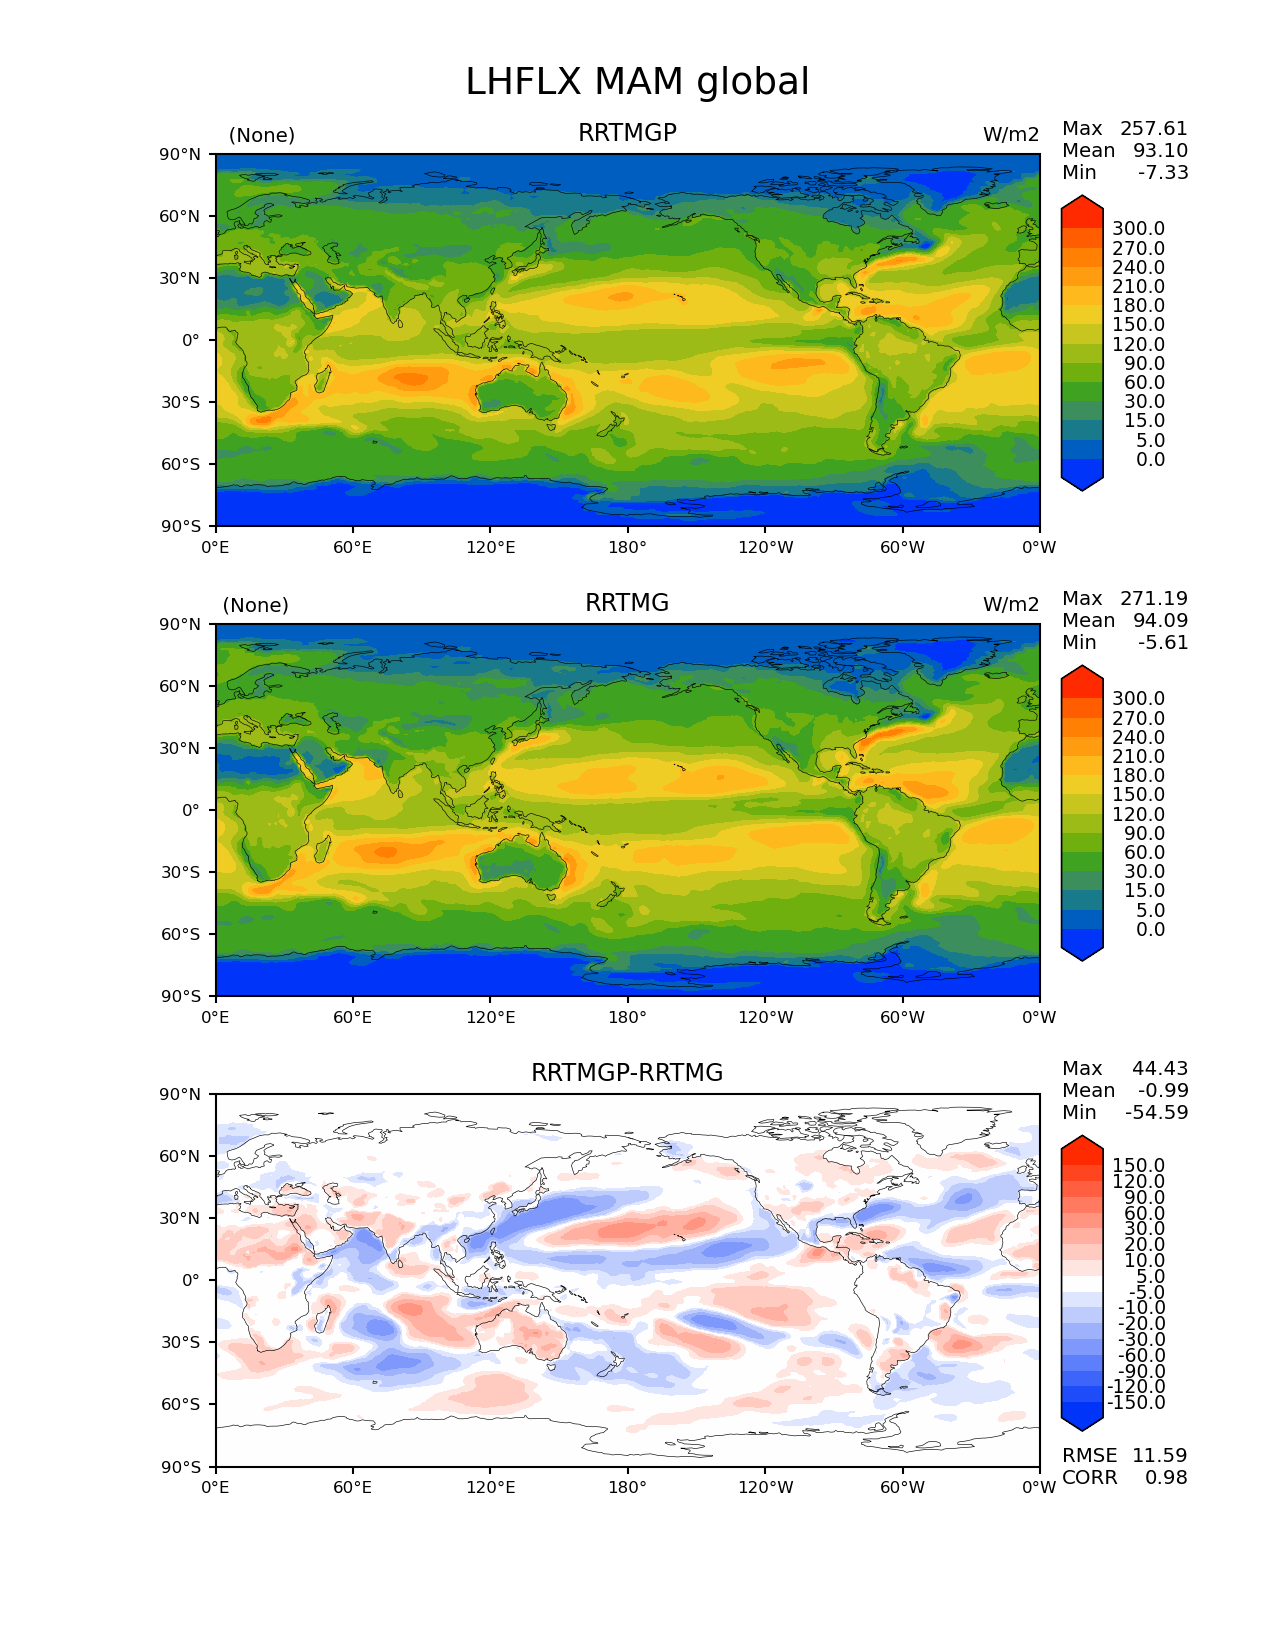 LHFLX MAM global
(None) RRTMGP W/m2
Max 257.61
Mean 93.10
Min -7.33
90°N
60°N
30°N
0°
30°S
60°S
90°S
0°E 60°E 120°E 180° 120°W 60°W 0°W
300.0
270.0
240.0
210.0
180.0
150.0
120.0
90.0
60.0
30.0
15.0
5.0
0.0
(None) RRTMG W/m2
Max 271.19
Mean 94.09
Min -5.61
90°N
60°N
30°N
0°
30°S
60°S
90°S
0°E 60°E 120°E 180° 120°W 60°W 0°W
300.0
270.0
240.0
210.0
180.0
150.0
120.0
90.0
60.0
30.0
15.0
5.0
0.0
RRTMGP-RRTMG
Max 44.43
Mean -0.99
Min -54.59
90°N
60°N
30°N
0°
30°S
60°S
90°S
0°E 60°E 120°E 180° 120°W 60°W 0°W
150.0
120.0
90.0
60.0
30.0
20.0
10.0
5.0
-5.0
-10.0
-20.0
-30.0
-60.0
-90.0
-120.0
-150.0
RMSE 11.59
CORR 0.98